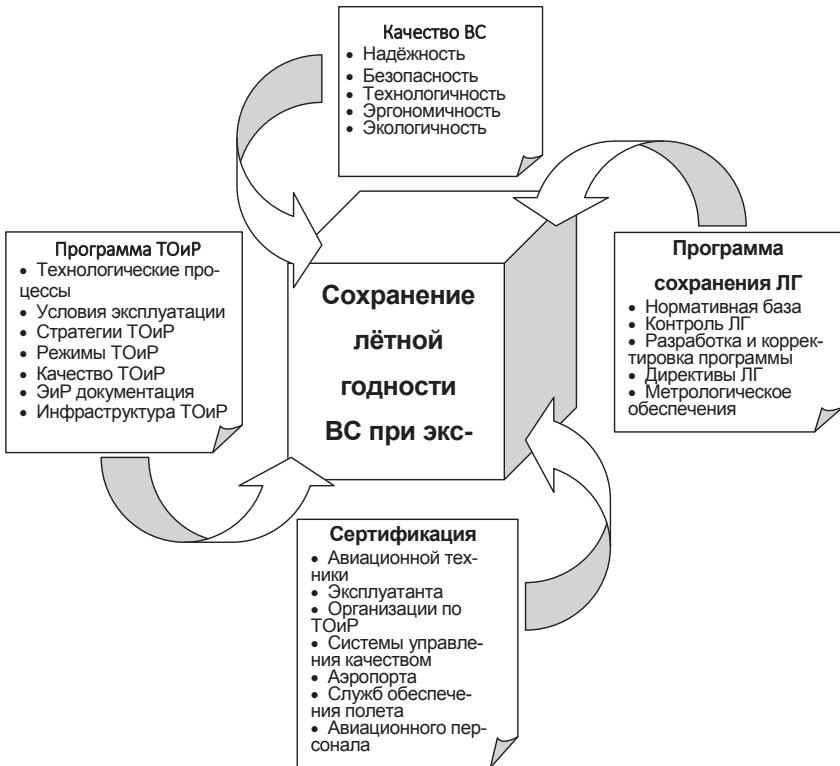 Качество ВС
• Надёжность
• Безопасность
• Технологичность
• Эргономичность
• Экологичность
Программа ТОиР
• Технологические про-
цессы
• Условия эксплуатации
• Стратегии ТОиР
• Режимы ТОиР
• Качество ТОиР
• ЭиР документация
• Инфраструктура ТОиР
Сохранение
лётной
годности
ВС при экс-
Программа
сохранения ЛГ
• Нормативная база
• Контроль ЛГ
• Разработка и коррек-
тировка программы
• Директивы ЛГ
• Метрологическое
обеспечения
Сертификация
• Авиационной тех-
ники
• Эксплуатанта
• Организации по
ТОиР
• Системы управле-
ния качеством
• Аэропорта
• Служб обеспече-
ния полета
• Авиационного пер-
сонала